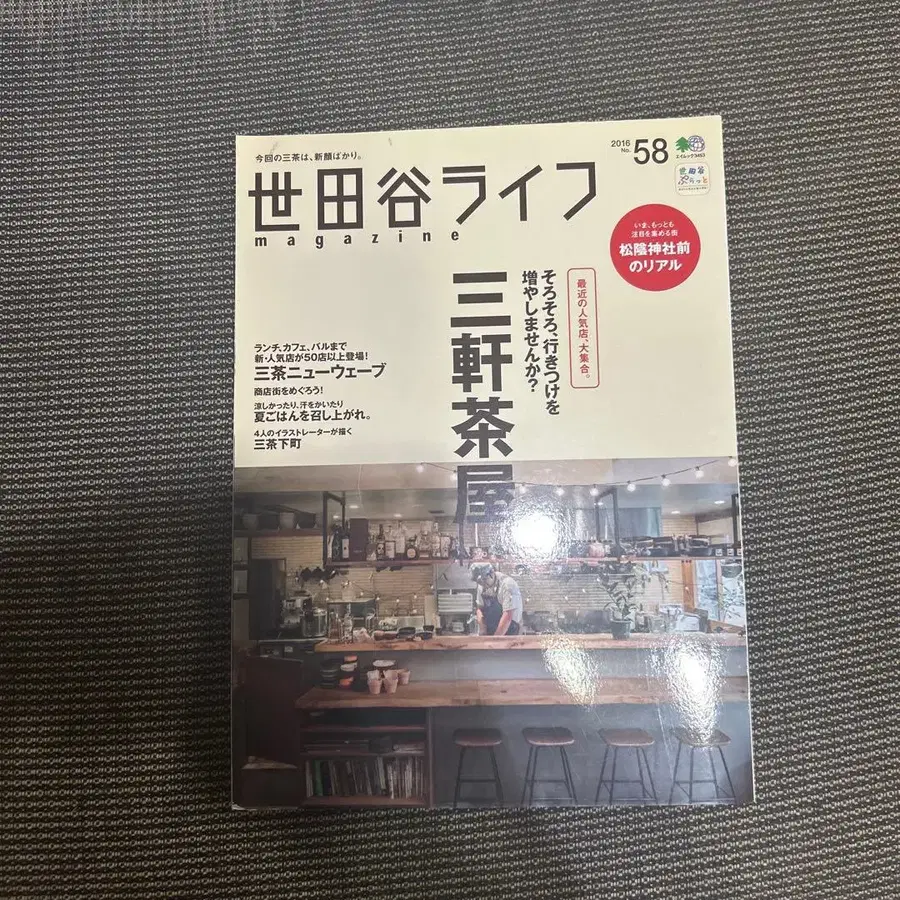 今回の三茶は、新顔ばかり。
2016
No. 58
エイムック3453
世田谷ライフ
magazine
世田谷
ぷらっと
いま、もっとも
注目を集める街
松陰神社前
のリアル
最近の人気店、大集合。
そろそろ、行きつけを
増やしませんか?
三軒茶屋
ランチ、カフェ、バルまで
新・人気店が50店以上登場!
三茶ニューウェーブ
商店街をめぐろう!
涼しかったり、汗をかいたり
夏ごはんを召し上がれ。
4人のイラストレーターが描く
三茶下町